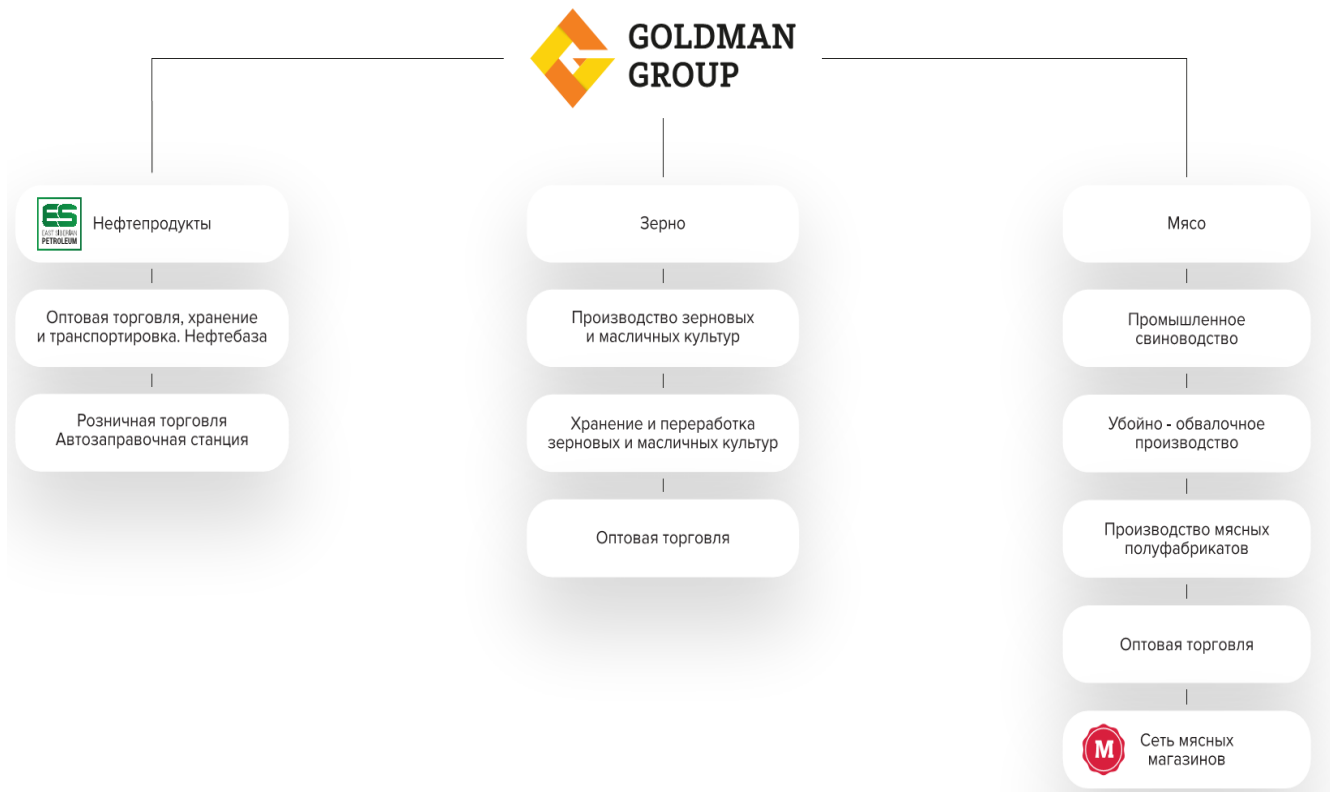 GOLDMAN
GROUP
ES
EAST SIBERIAN
PETROLEUM
Нефтепродукты
Оптовая торговля, хранение
и транспортировка. Нефтебаза
Розничная торговля
Автозаправочная станция
Зерно
Производство зерновых
и масличных культур
Хранение и переработка
зерновых и масличных культур
Оптовая торговля
Мясо
Промышленное
свиноводство
Убойно - обвалочное
производство
Производство мясных
полуфабрикатов
Оптовая торговля
М
Сеть мясных
магазинов